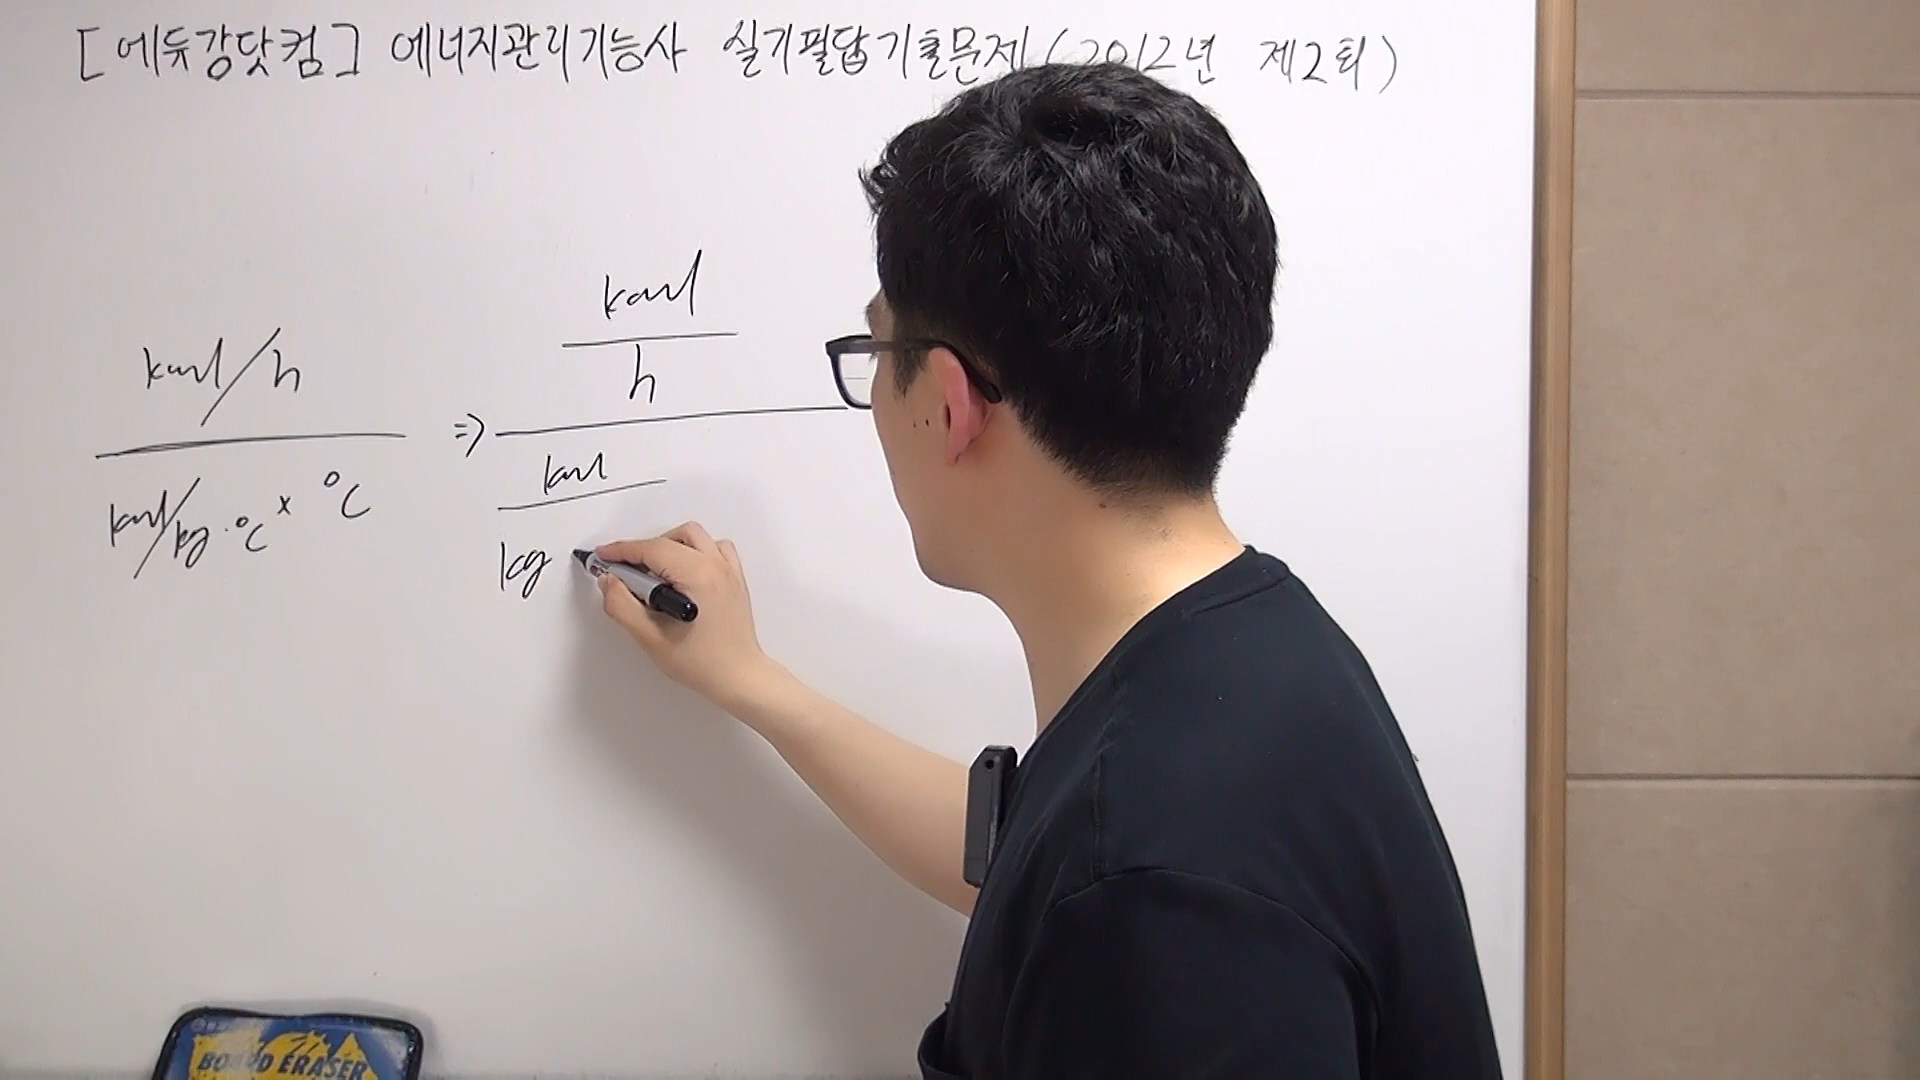 [에듀강닷컴] 에너지관리기능사 실기필답기출문제(2012년 제2회)
kcal/h
kcal/kg·℃ × ℃
=>
kcal
h
kcal
kg
BOARD ERASER